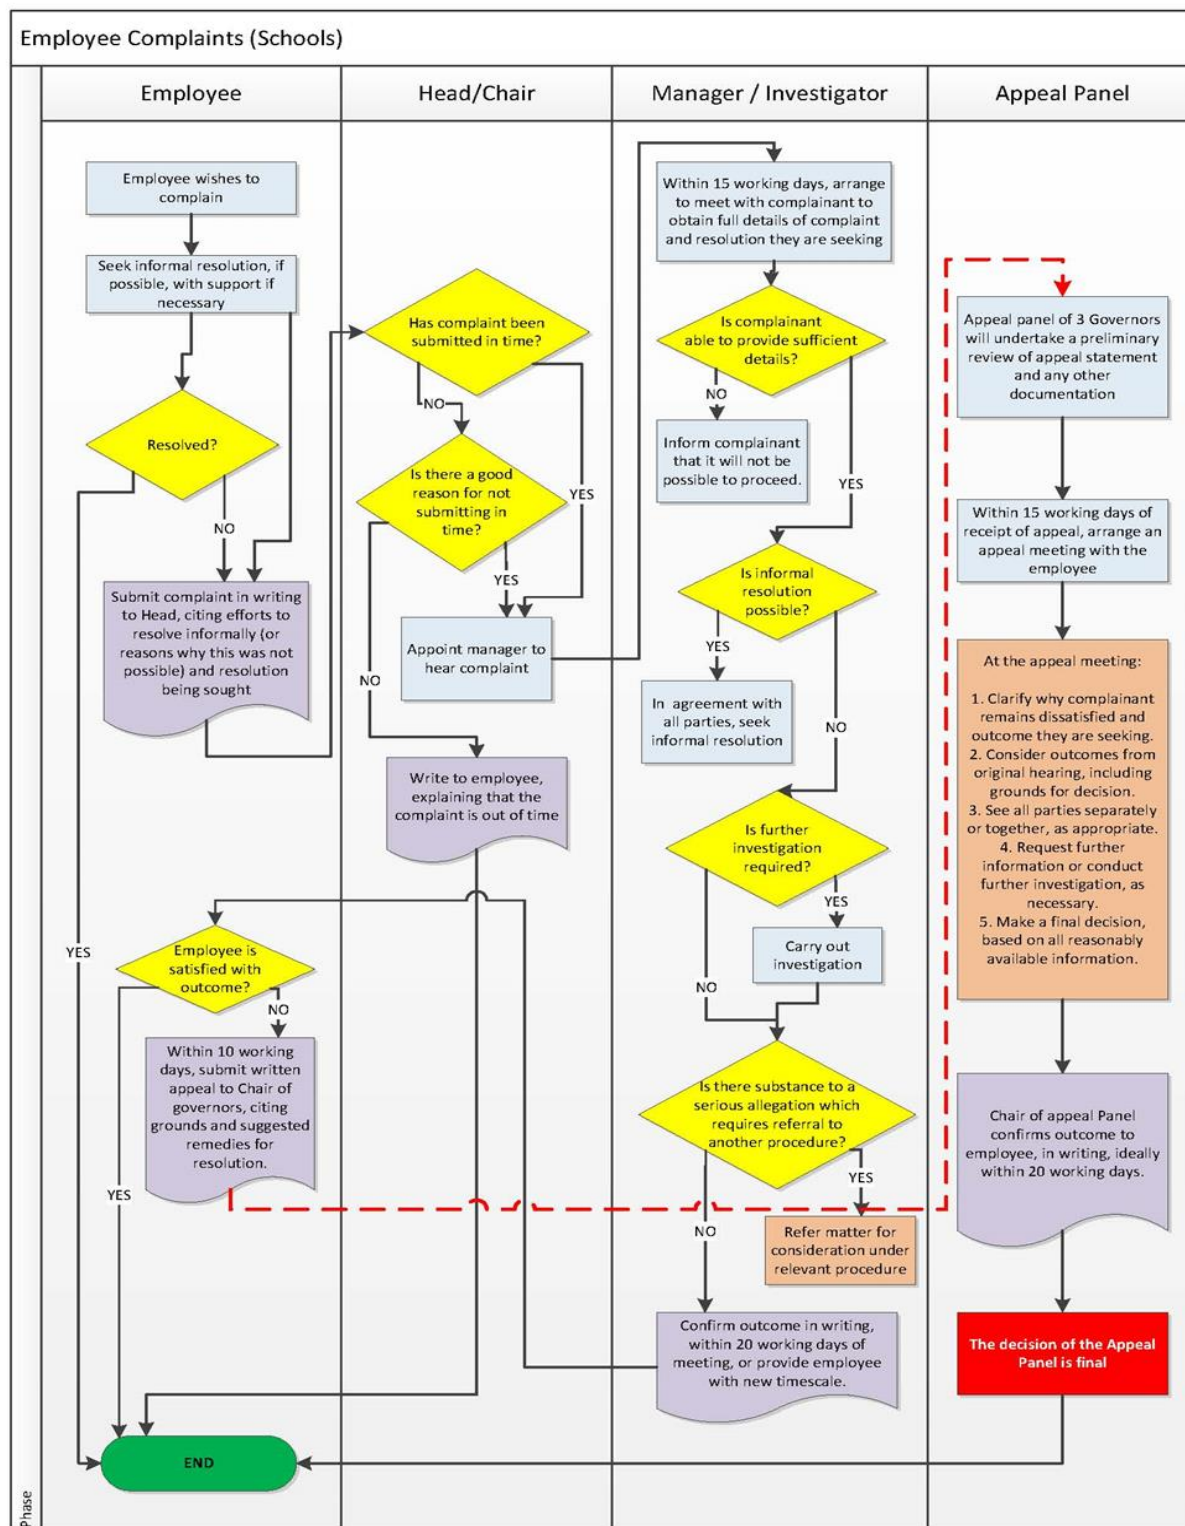 Employee Complaints (Schools)
Employee
Head/Chair
Manager / Investigator
Appeal Panel
Employee wishes to
complain
Seek informal resolution, if
possible, with support if
necessary
Resolved?
NO
YES
Submit complaint in writing
to Head, citing efforts to
resolve informally (or
reasons why this was not
possible) and resolution
being sought
Employee is
satisfied with
outcome?
NO
YES
Within 10 working
days, submit written
appeal to Chair of
governors, citing
grounds and suggested
remedies for
resolution.
END
Has complaint been
submitted in time?
NO
YES
Is there a good
reason for not
submitting in
time?
YES
NO
Appoint manager to
hear complaint
Write to employee,
explaining that the
complaint is out of time
Within 15 working days, arrange
to meet with complainant to
obtain full details of complaint
and resolution they are seeking
Is complainant
able to provide sufficient
details?
NO
YES
Inform complainant
that it will not be
possible to proceed.
Is informal
resolution
possible?
YES
NO
In agreement with
all parties, seek
informal resolution
Is further
investigation
required?
YES
NO
Carry out
investigation
Is there substance to a
serious allegation which
requires referral to
another procedure?
YES
NO
Refer matter for
consideration under
relevant procedure
Confirm outcome in writing,
within 20 working days of
meeting, or provide employee
with new timescale.
Appeal panel of 3 Governors
will undertake a preliminary
review of appeal statement
and any other
documentation
Within 15 working days of
receipt of appeal, arrange an
appeal meeting with the
employee
At the appeal meeting:
1. Clarify why complainant
remains dissatisfied and
outcome they are seeking.
2. Consider outcomes from
original hearing, including
grounds for decision.
3. See all parties separately
or together, as appropriate.
4. Request further
information or conduct
further investigation, as
necessary.
5. Make a final decision,
based on all reasonably
available information.
Chair of appeal Panel
confirms outcome to
employee, in writing, ideally
within 20 working days.
The decision of the Appeal
Panel is final
Phase